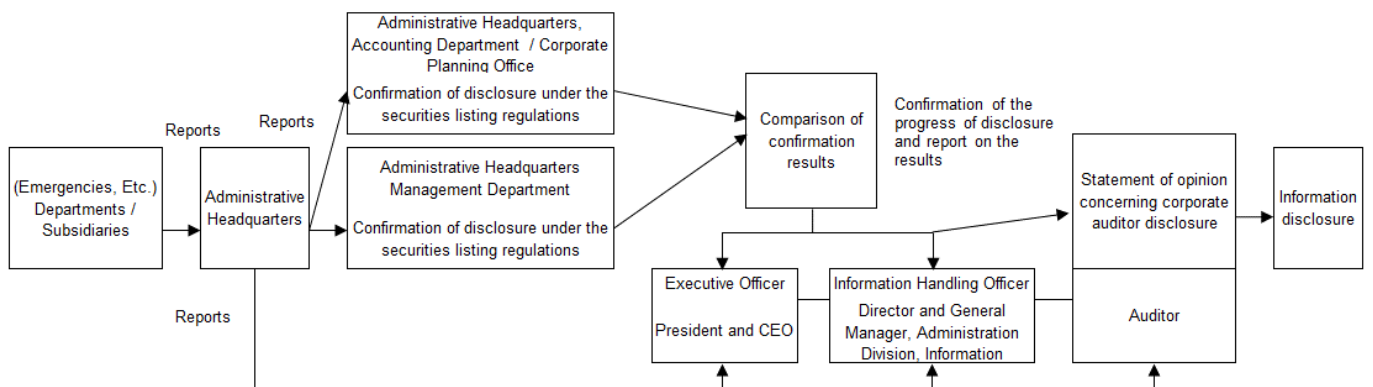 (Emergencies, Etc.)
Departments /
Subsidiaries
Reports
Administrative
Headquarters
Reports
Reports
Administrative Headquarters,
Accounting Department / Corporate
Planning Office
Confirmation of disclosure under the
securities listing regulations
Administrative Headquarters
Management Department
Confirmation of disclosure under the
securities listing regulations
Comparison of
confirmation
results
Confirmation of the
progress of disclosure
and report on the
results
Executive Officer
President and CEO
Information Handling Officer
Director and General
Manager, Administration
Division, Information
Statement of opinion
concerning corporate
auditor disclosure
Auditor
Information
disclosure